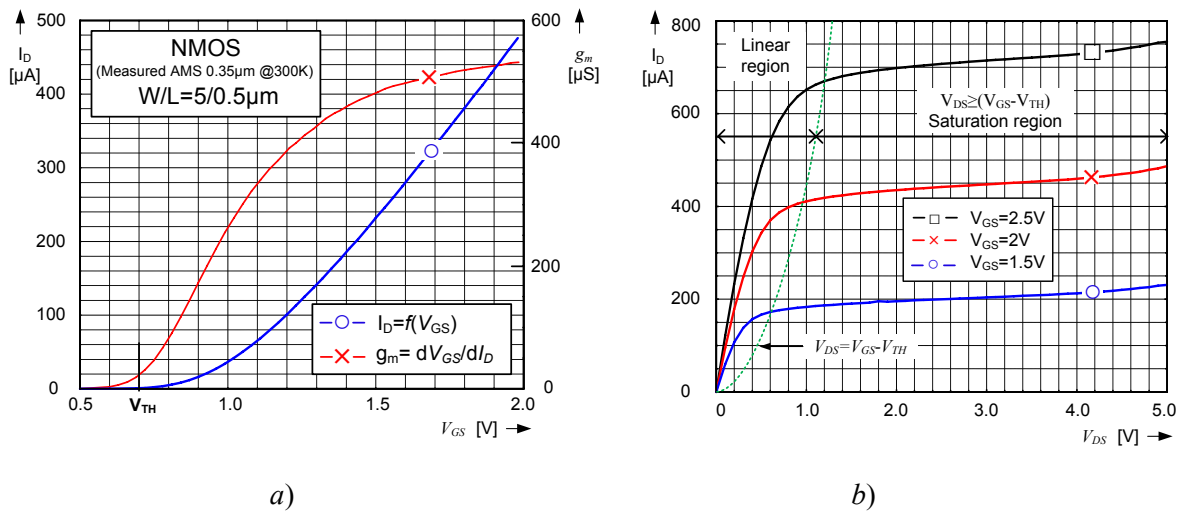 I_D
[µA]
500
400
300
200
100
0
NMOS
(Measured AMS 0.35µm @300K)
W/L=5/0.5µm
600
g_m
[µS]
400
200
0
I_D=f(V_GS)
g_m= dV_GS/dI_D
0.5
V_TH
1.0
1.5
2.0
V_GS [V]
a)
800
I_D
[µA]
600
400
200
0
Linear
region
V_DS≥(V_GS-V_TH)
Saturation region
V_GS=2.5V
V_GS=2V
V_GS=1.5V
V_DS=V_GS-V_TH
0
1.0
2.0
3.0
4.0
5.0
V_DS [V]
b)